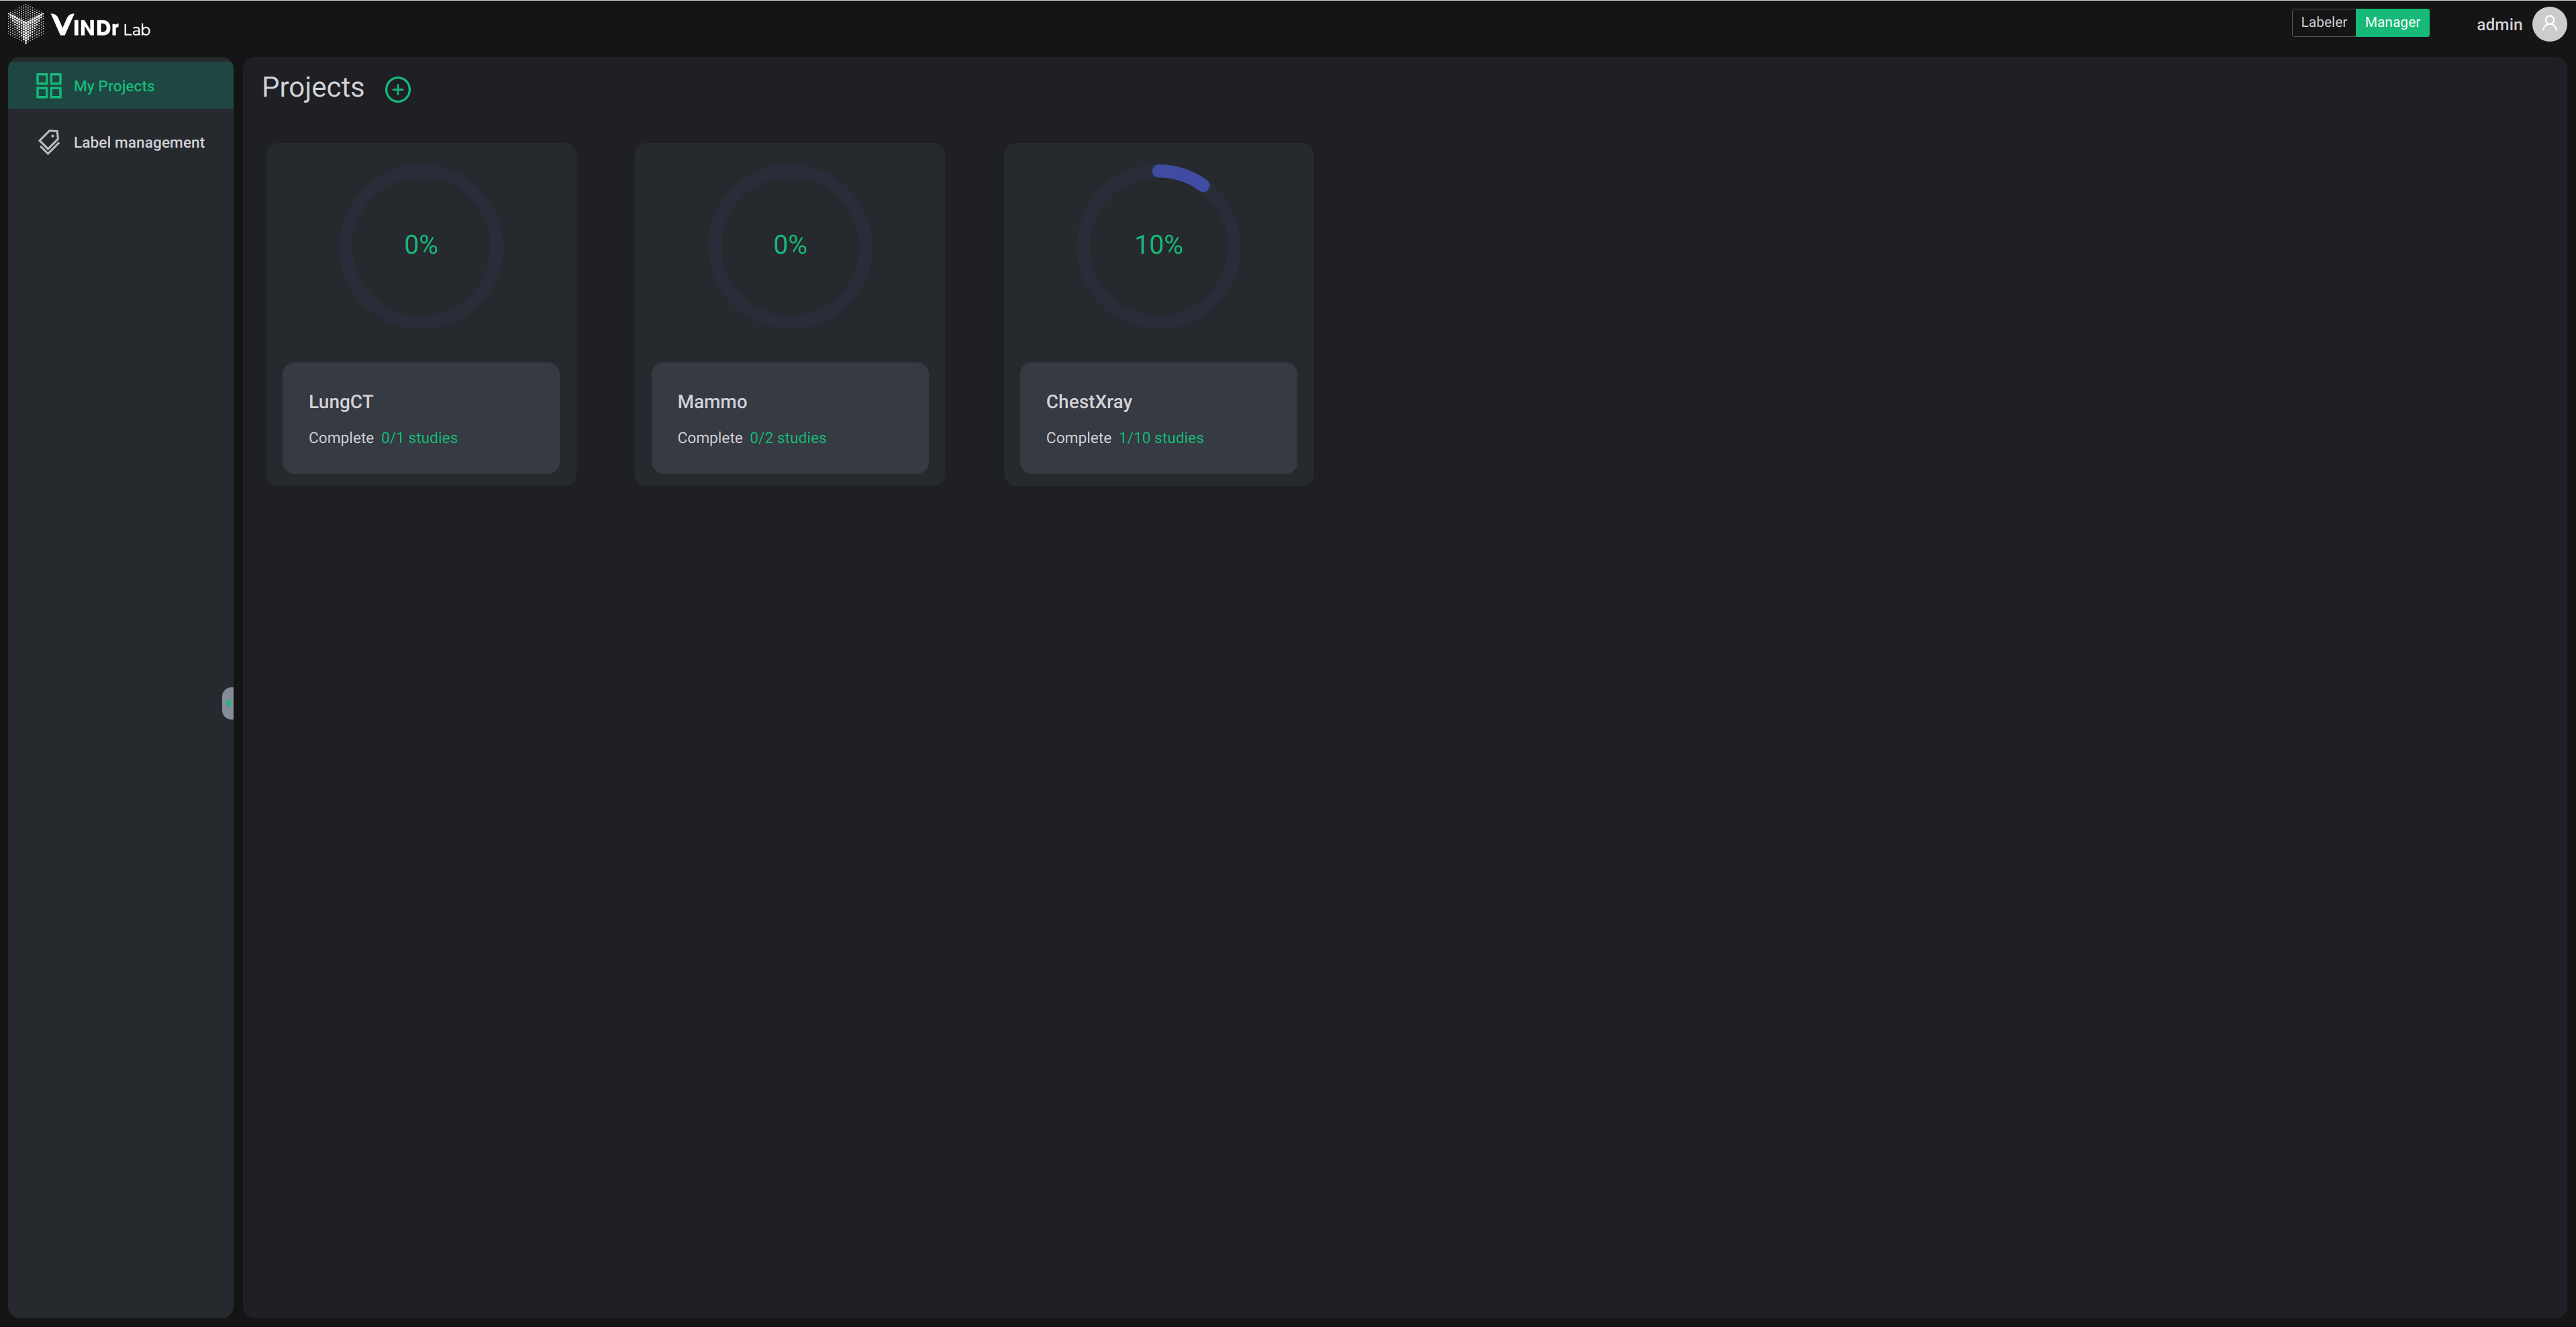 VINDr Lab
Labeler Manager
admin
My Projects
Label management
Projects
0%
LungCT
Complete 0/1 studies
0%
Mammo
Complete 0/2 studies
10%
ChestXray
Complete 1/10 studies